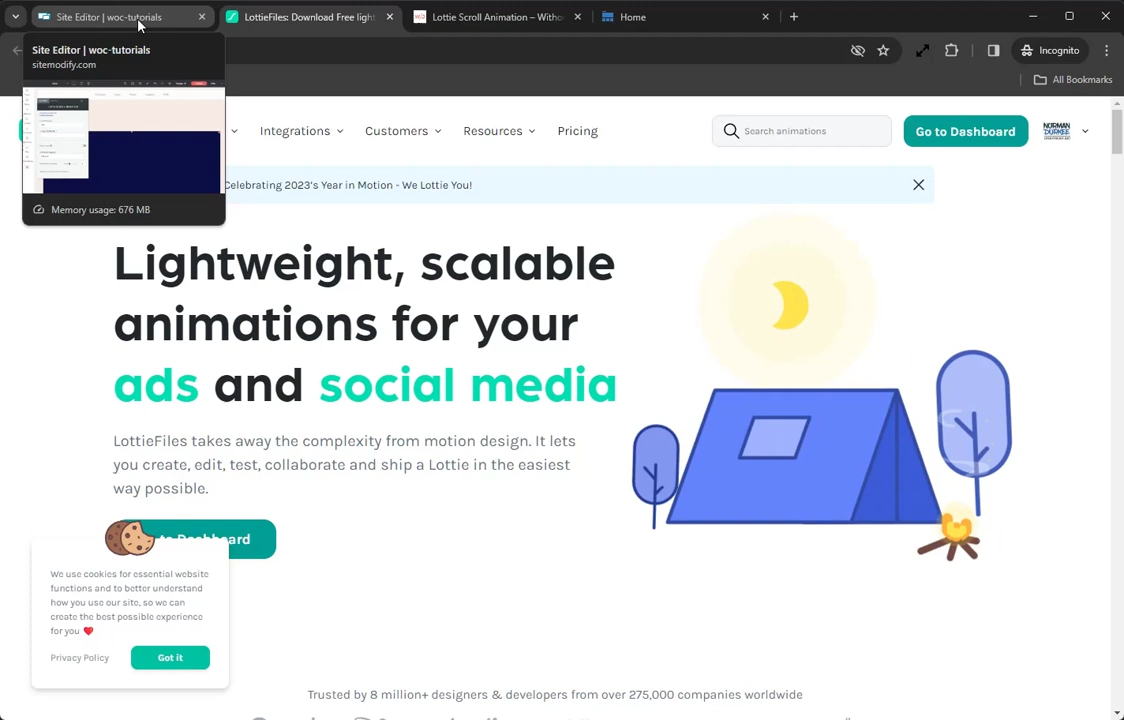 Site Editor | woc-tutorials
LottieFiles: Download Free light
Lottie Scroll Animation – Witho
Home
Site Editor | woc-tutorials
sitemodify.com
Memory usage: 676 MB
Incognito
All Bookmarks
Integrations
Customers
Resources
Pricing
Search animations
Go to Dashboard
NORMAN
DURKEE
Celebrating 2023's Year in Motion - We Lottie You!
Lightweight, scalable
animations for your
ads and social media
LottieFiles takes away the complexity from motion design. It lets
you create, edit, test, collaborate and ship a Lottie in the easiest
way possible.
to Dashboard
We use cookies for essential website
functions and to better understand
how you use our site, so we can
create the best possible experience
for you ❤️
Privacy Policy
Got it
Trusted by 8 million+ designers & developers from over 275,000 companies worldwide